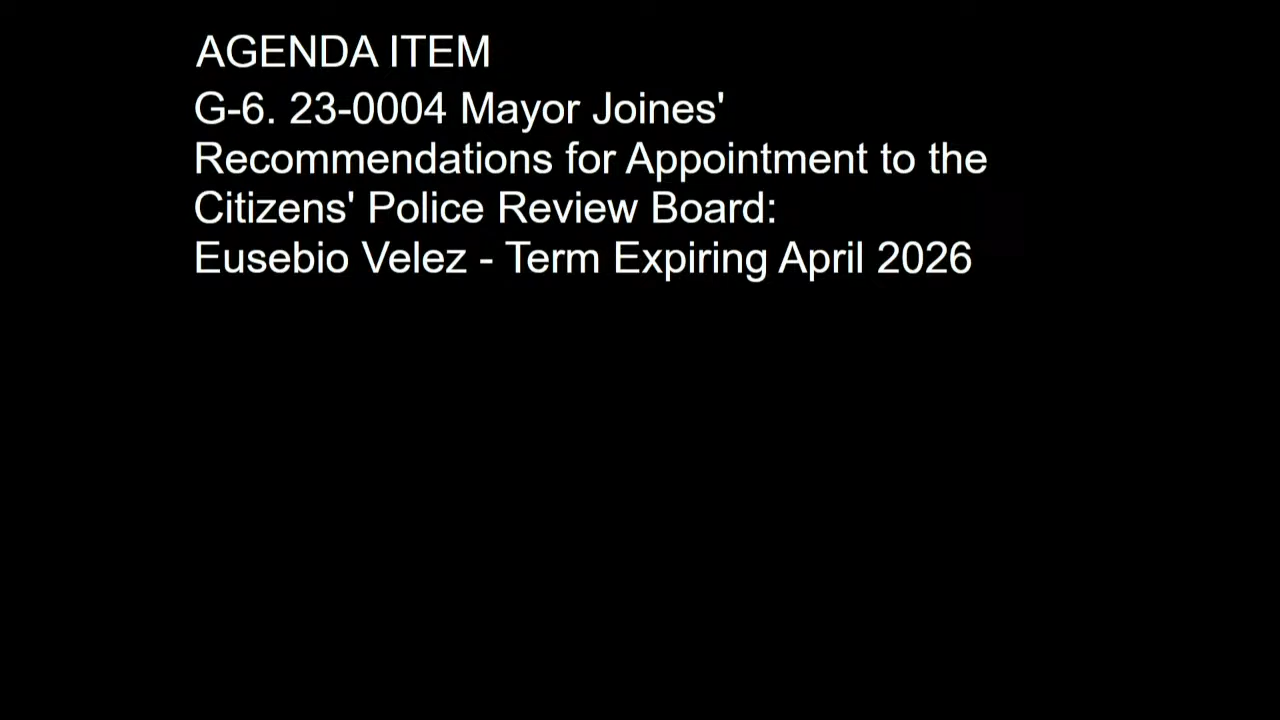 AGENDA ITEM
G-6. 23-0004 Mayor Joines'
Recommendations for Appointment to the
Citizens' Police Review Board:
Eusebio Velez - Term Expiring April 2026